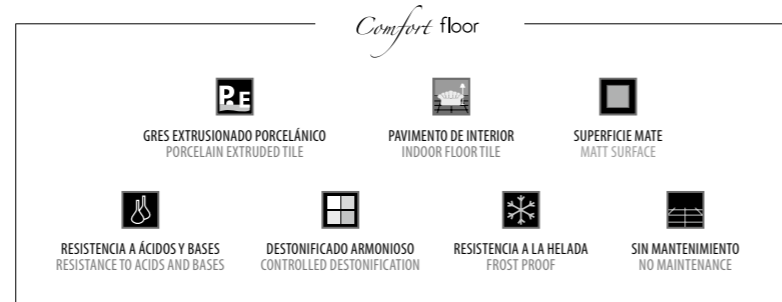 Comfort floor
P.E
GRES EXTRUSIONADO PORCELÁNICO
PORCELAIN EXTRUDED TILE
PAVIMENTO DE INTERIOR
INDOOR FLOOR TILE
SUPERFICIE MATE
MATT SURFACE
RESISTENCIA A ÁCIDOS Y BASES
RESISTANCE TO ACIDS AND BASES
DESTONIFICADO ARMONIOSO
CONTROLLED DESTONIFICATION
RESISTENCIA A LA HELADA
FROST PROOF
SIN MANTENIMIENTO
NO MAINTENANCE